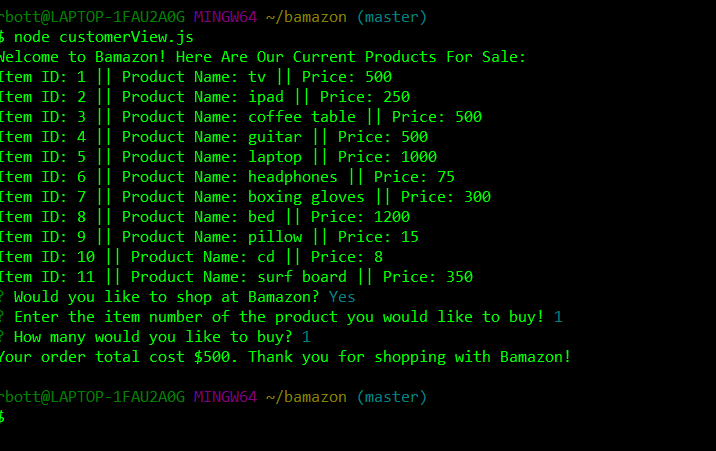 rbott@LAPTOP-1FAU2A0G MINGW64 ~/bamazon (master)
$ node customerView.js
Welcome to Bamazon! Here Are Our Current Products For Sale:
Item ID: 1 || Product Name: tv || Price: 500
Item ID: 2 || Product Name: ipad || Price: 250
Item ID: 3 || Product Name: coffee table || Price: 500
Item ID: 4 || Product Name: guitar || Price: 500
Item ID: 5 || Product Name: laptop || Price: 1000
Item ID: 6 || Product Name: headphones || Price: 75
Item ID: 7 || Product Name: boxing gloves || Price: 300
Item ID: 8 || Product Name: bed || Price: 1200
Item ID: 9 || Product Name: pillow || Price: 15
Item ID: 10 || Product Name: cd || Price: 8
Item ID: 11 || Product Name: surf board || Price: 350
? Would you like to shop at Bamazon? Yes
? Enter the item number of the product you would like to buy! 1
? How many would you like to buy? 1
Your order total cost $500. Thank you for shopping with Bamazon!
rbott@LAPTOP-1FAU2A0G MINGW64 ~/bamazon (master)
$